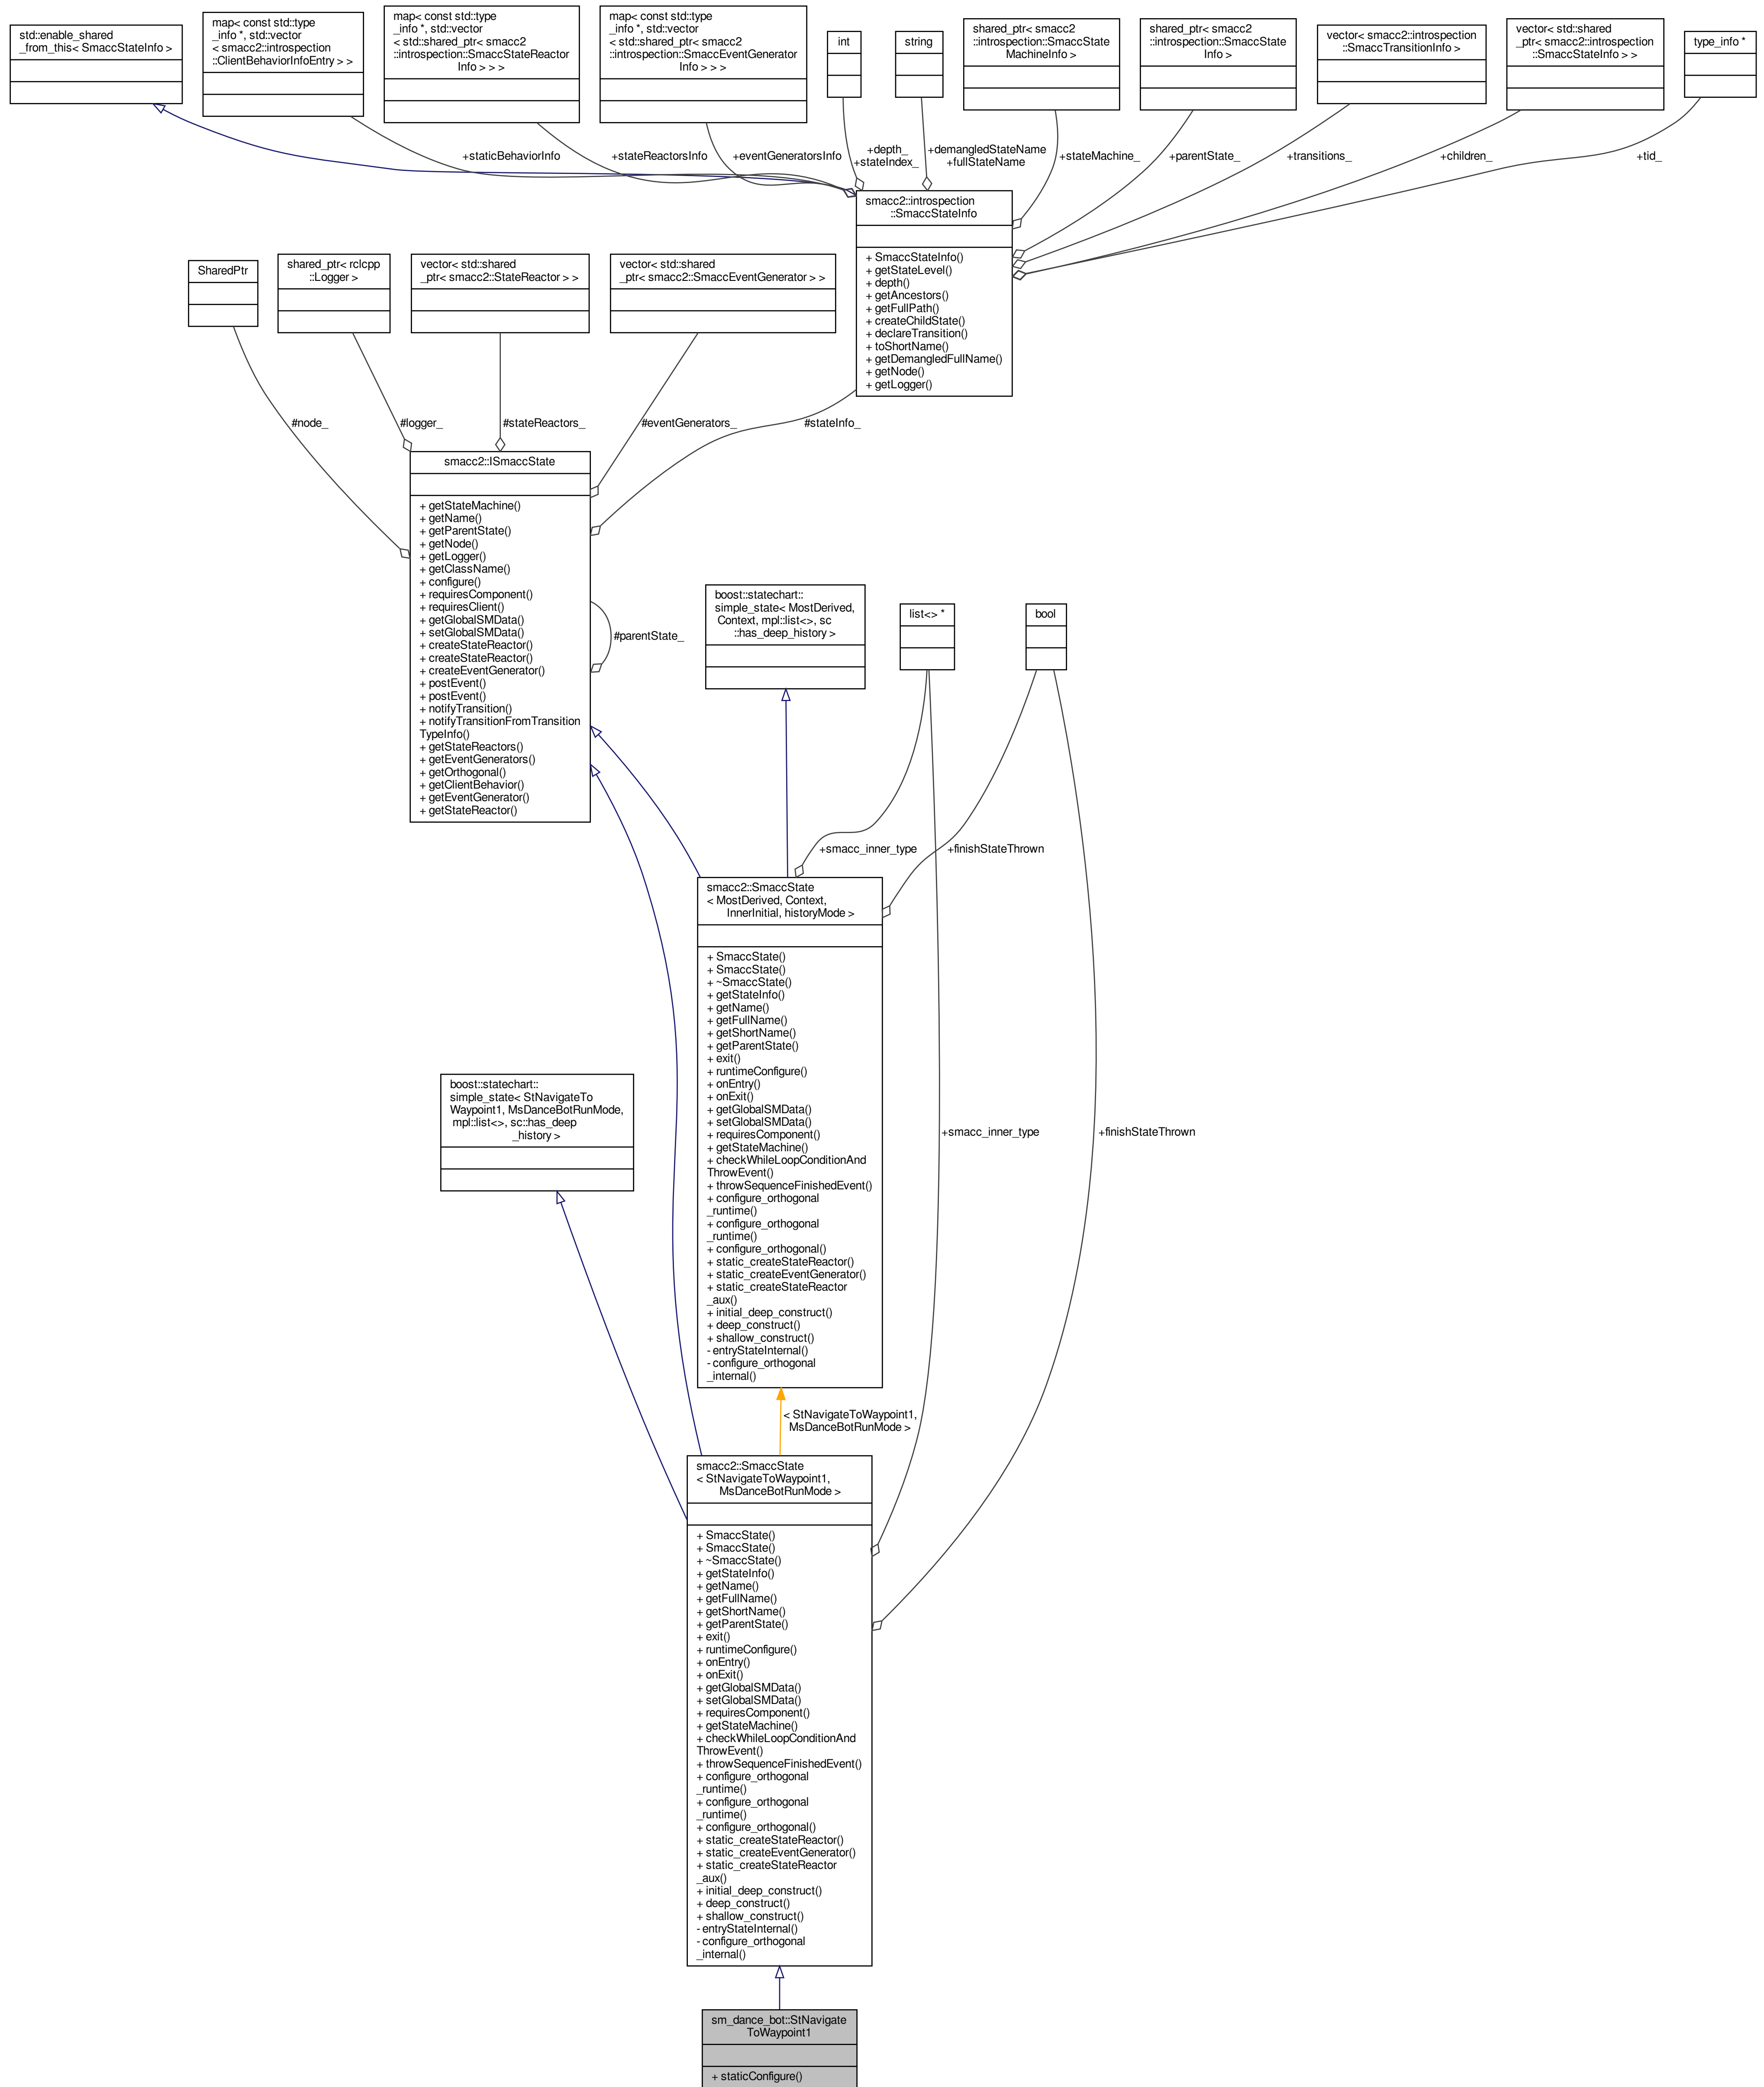 std::enable_shared
_from_this< SmaccStateInfo >
map< const std::type
_info *, std::vector
< smacc2::introspection
::ClientBehaviorInfoEntry > >
map< const std::type
_info *, std::vector
< std::shared_ptr< smacc2
::introspection::SmaccStateReactor
Info > > >
map< const std::type
_info *, std::vector
< std::shared_ptr< smacc2
::introspection::SmaccEventGenerator
Info > > >
int
string
shared_ptr< smacc2
::introspection::SmaccState
MachineInfo >
shared_ptr< smacc2
::introspection::SmaccState
Info >
vector< smacc2::introspection
::SmaccTransitionInfo >
vector< std::shared
_ptr< smacc2::introspection
::SmaccStateInfo > >
type_info *
+staticBehaviorInfo
+stateReactorsInfo
+eventGeneratorsInfo
+depth_
+stateIndex_
+demangledStateName
+fullStateName
+stateMachine_
+parentState_
+transitions_
+children_
+tid_
smacc2::introspection
::SmaccStateInfo
+ SmaccStateInfo()
+ getStateLevel()
+ depth()
+ getAncestors()
+ getFullPath()
+ createChildState()
+ declareTransition()
+ toShortName()
+ getDemangledFullName()
+ getNode()
+ getLogger()
SharedPtr
shared_ptr< rclcpp
::Logger >
vector< std::shared
_ptr< smacc2::StateReactor > >
vector< std::shared
_ptr< smacc2::SmaccEventGenerator > >
#node_
#logger_
#stateReactors_
#eventGenerators_
#stateInfo_
smacc2::ISmaccState
+ getStateMachine()
+ getName()
+ getParentState()
+ getNode()
+ getLogger()
+ getClassName()
+ configure()
+ requiresComponent()
+ requiresClient()
+ getGlobalSMData()
+ setGlobalSMData()
+ createStateReactor()
+ createStateReactor()
+ createEventGenerator()
+ postEvent()
+ postEvent()
+ notifyTransition()
+ notifyTransitionFromTransition
TypeInfo()
+ getStateReactors()
+ getEventGenerators()
+ getOrthogonal()
+ getClientBehavior()
+ getEventGenerator()
+ getStateReactor()
#parentState_
boost::statechart::
simple_state< MostDerived,
Context, mpl::list<>, sc
::has_deep_history >
list<> *
bool
+smacc_inner_type
+finishStateThrown
smacc2::SmaccState
< MostDerived, Context,
InnerInitial, historyMode >
+ SmaccState()
+ SmaccState()
+ ~SmaccState()
+ getStateInfo()
+ getName()
+ getFullName()
+ getShortName()
+ getParentState()
+ exit()
+ runtimeConfigure()
+ onEntry()
+ onExit()
+ getGlobalSMData()
+ setGlobalSMData()
+ requiresComponent()
+ getStateMachine()
+ checkWhileLoopConditionAnd
ThrowEvent()
+ throwSequenceFinishedEvent()
+ configure_orthogonal
_runtime()
+ configure_orthogonal
_runtime()
+ configure_orthogonal()
+ static_createStateReactor()
+ static_createEventGenerator()
+ static_createStateReactor
_aux()
+ initial_deep_construct()
+ deep_construct()
+ shallow_construct()
- entryStateInternal()
- configure_orthogonal
_internal()
boost::statechart::
simple_state< StNavigateTo
Waypoint1, MsDanceBotRunMode,
mpl::list<>, sc::has_deep
_history >
+smacc_inner_type
+finishStateThrown
< StNavigateToWaypoint1,
MsDanceBotRunMode >
smacc2::SmaccState
< StNavigateToWaypoint1,
MsDanceBotRunMode >
+ SmaccState()
+ SmaccState()
+ ~SmaccState()
+ getStateInfo()
+ getName()
+ getFullName()
+ getShortName()
+ getParentState()
+ exit()
+ runtimeConfigure()
+ onEntry()
+ onExit()
+ getGlobalSMData()
+ setGlobalSMData()
+ requiresComponent()
+ getStateMachine()
+ checkWhileLoopConditionAnd
ThrowEvent()
+ throwSequenceFinishedEvent()
+ configure_orthogonal
_runtime()
+ configure_orthogonal
_runtime()
+ configure_orthogonal()
+ static_createStateReactor()
+ static_createEventGenerator()
+ static_createStateReactor
_aux()
+ initial_deep_construct()
+ deep_construct()
+ shallow_construct()
- entryStateInternal()
- configure_orthogonal
_internal()
sm_dance_bot::StNavigate
ToWaypoint1
+ staticConfigure()